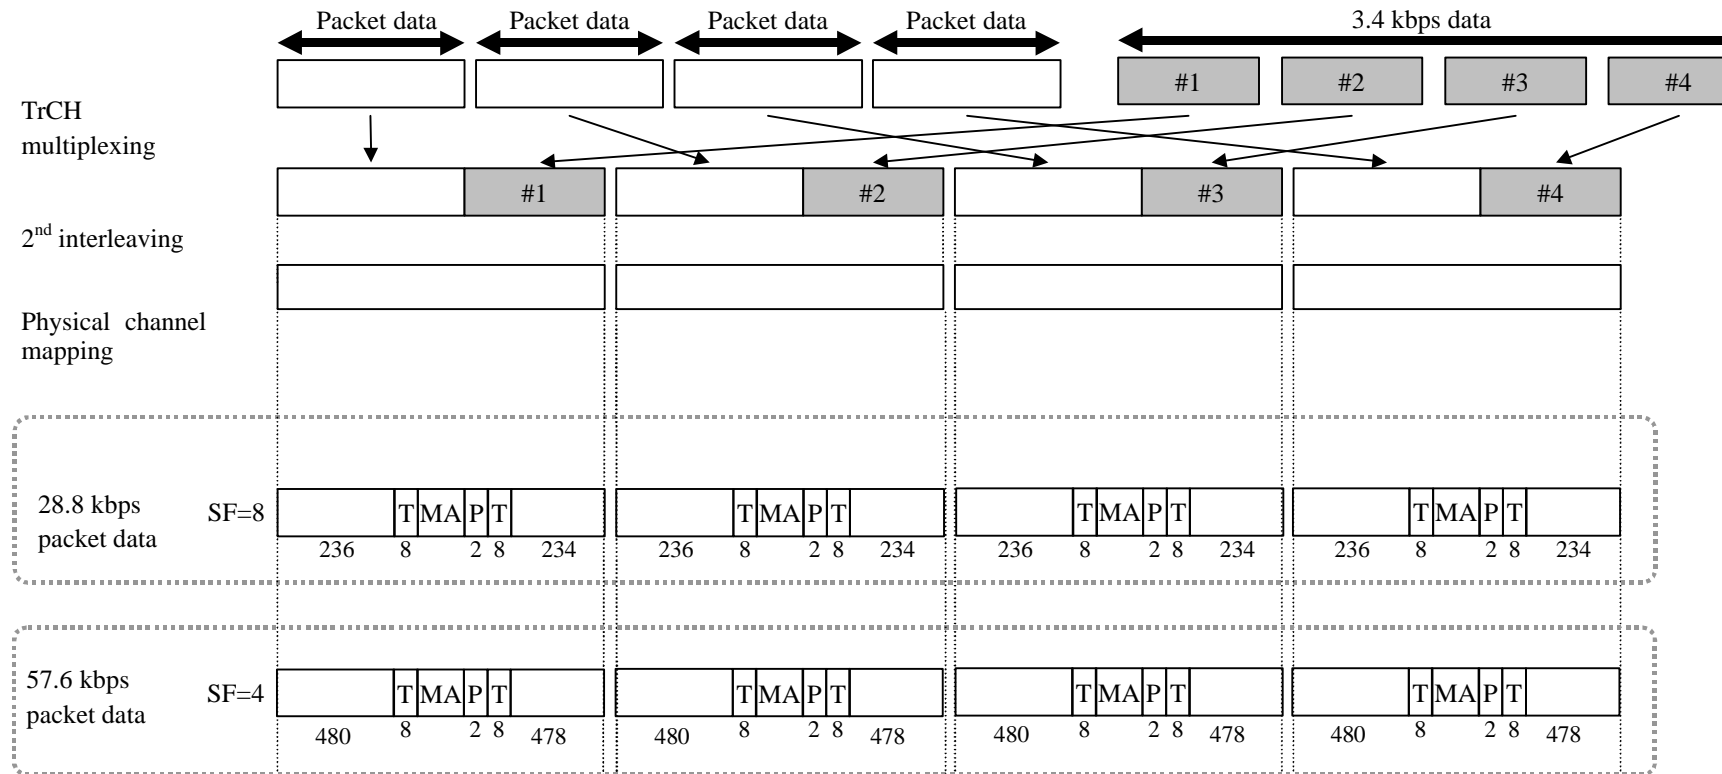 Packet data Packet data Packet data Packet data 3.4 kbps data
#1 #2 #3 #4
TrCH
multiplexing
#1 #2 #3 #4
2nd interleaving
Physical channel
mapping
28.8 kbps
packet data
SF=8
T MA P T T MA P T T MA P T T MA P T
236 8 2 8 234 236 8 2 8 234 236 8 2 8 234 236 8 2 8 234
57.6 kbps
packet data
SF=4
T MA P T T MA P T T MA P T T MA P T
480 8 2 8 478 480 8 2 8 478 480 8 2 8 478 480 8 2 8 478